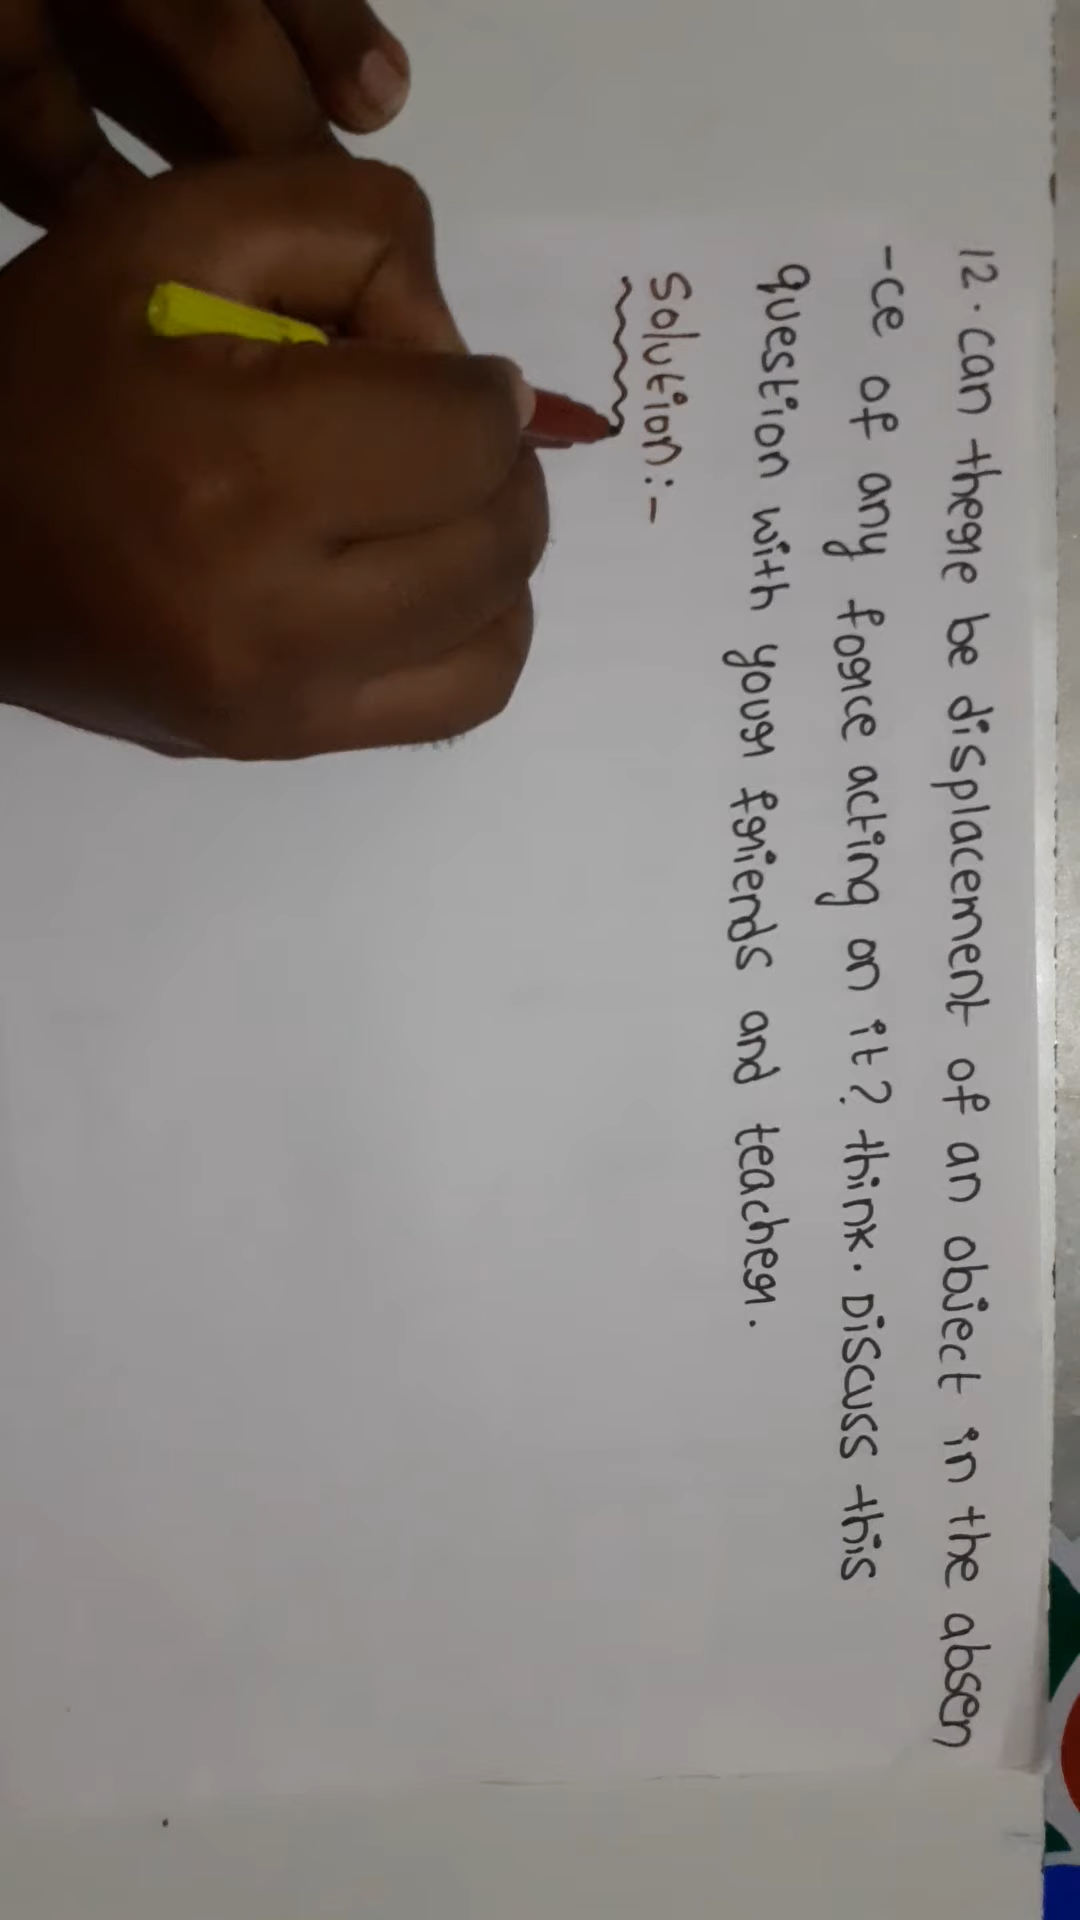 12. can there be displacement of an object in the absen
-ce of any force acting on it? think. Discuss this
question with your friends and teacher.
Solution:-